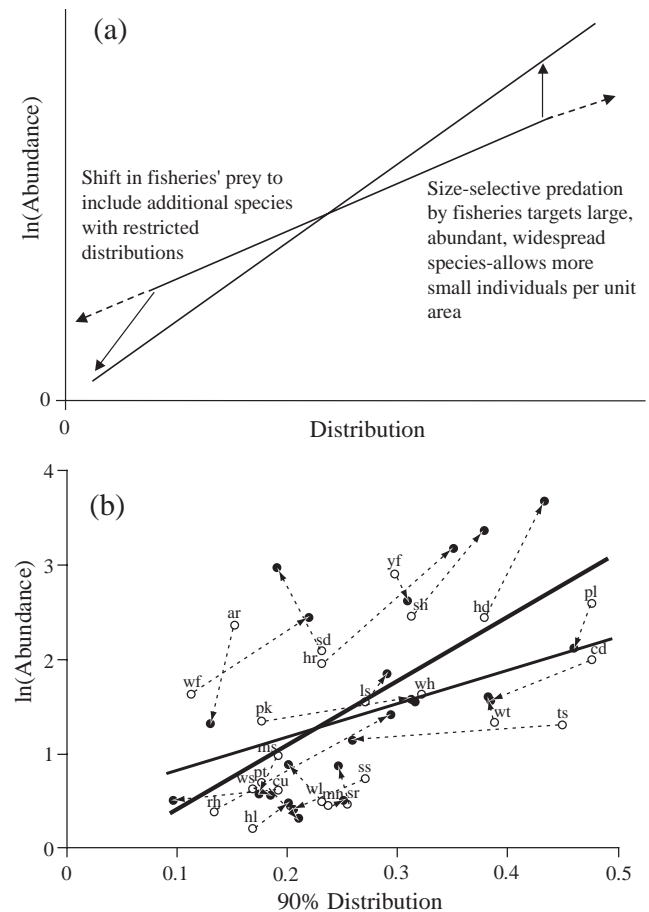 (a)
ln(Abundance)
Shift in fisheries' prey to
include additional species
with restricted
distributions
Size-selective predation
by fisheries targets large,
abundant, widespread
species-allows more
small individuals per unit
area
0
0
Distribution
(b)
ln(Abundance)
4
3
2
1
0
yf
ar
sh
hd
pl
sd
hr
wf
cd
ls
wh
pk
wt
ts
ms
ws
pt
cu
ss
rh
wl
mn
sr
hl
0
0.1
0.2
0.3
0.4
0.5
90% Distribution